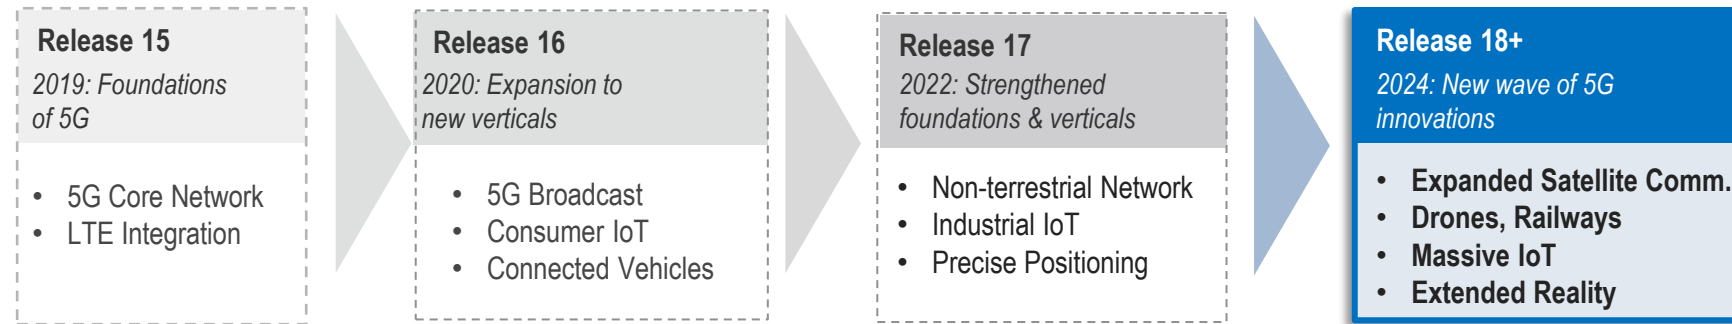 Release 15
2019: Foundations
of 5G
• 5G Core Network
• LTE Integration
Release 16
2020: Expansion to
new verticals
• 5G Broadcast
• Consumer IoT
• Connected Vehicles
Release 17
2022: Strengthened
foundations & verticals
• Non-terrestrial Network
• Industrial IoT
• Precise Positioning
Release 18+
2024: New wave of 5G
innovations
• Expanded Satellite Comm.
• Drones, Railways
• Massive IoT
• Extended Reality